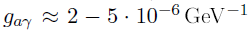 g_{aγ} ≈ 2 − 5 · 10^{−6} GeV^{−1}